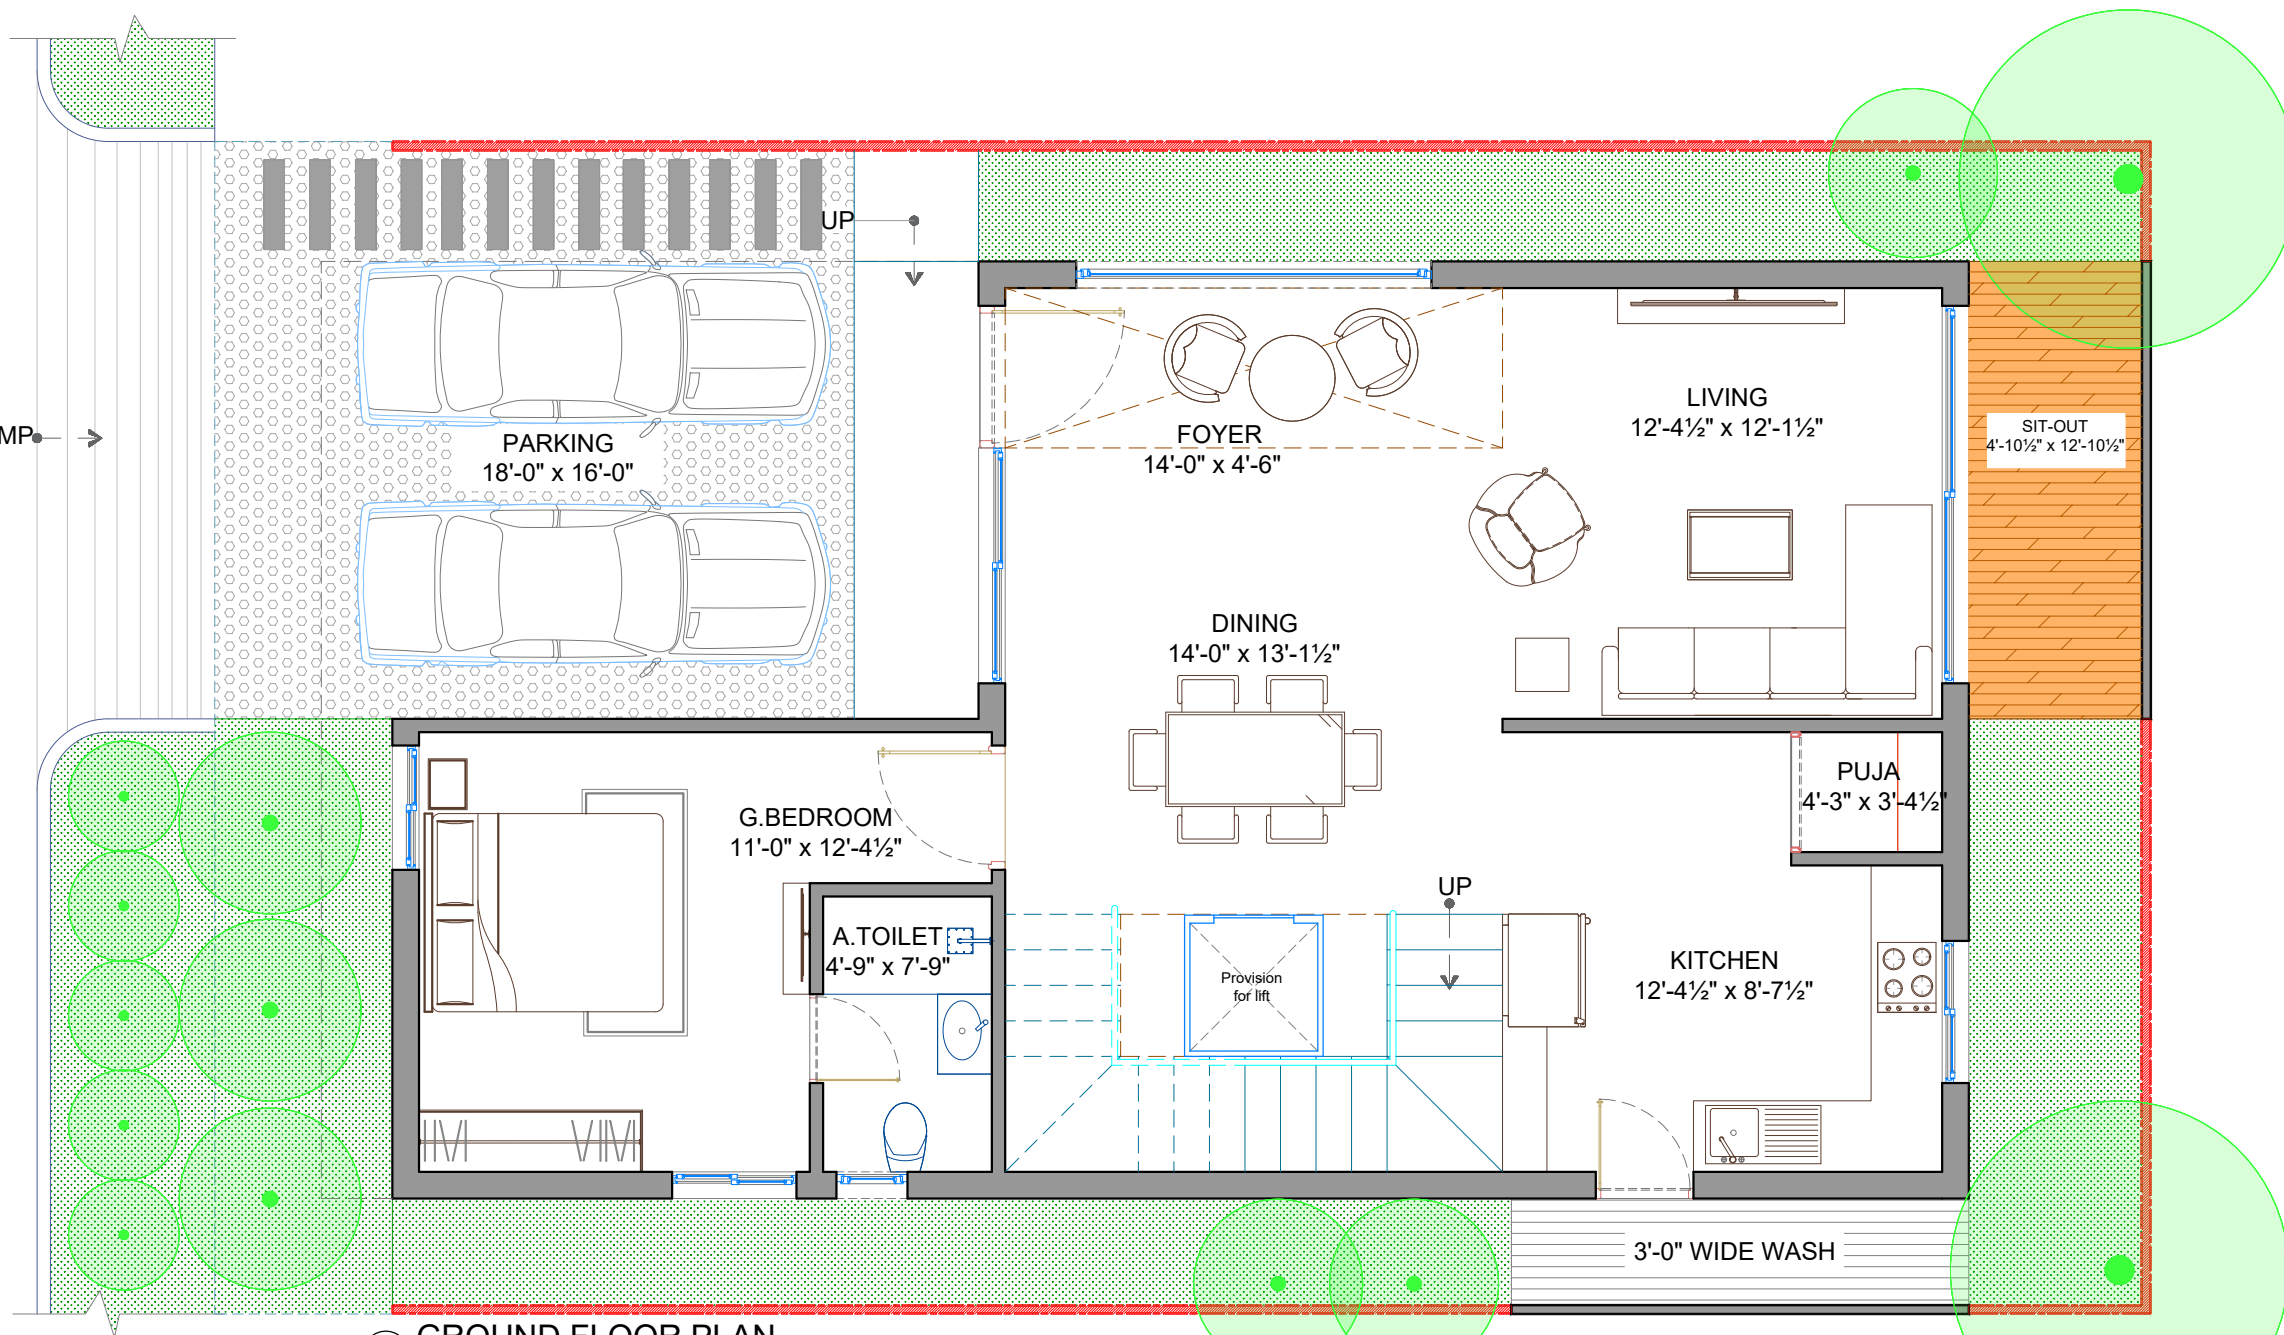 UP
MP
PARKING
18'-0" x 16'-0"
FOYER
14'-0" x 4'-6"
LIVING
12'-4½" x 12'-1½"
SIT-OUT
4'-10½" x 12'-10½"
DINING
14'-0" x 13'-1½"
PUJA
4'-3" x 3'-4½"
G.BEDROOM
11'-0" x 12'-4½"
UP
A.TOILET
4'-9" x 7'-9"
Provision
for lift
KITCHEN
12'-4½" x 8'-7½"
3'-0" WIDE WASH
GROUND FLOOR PLAN